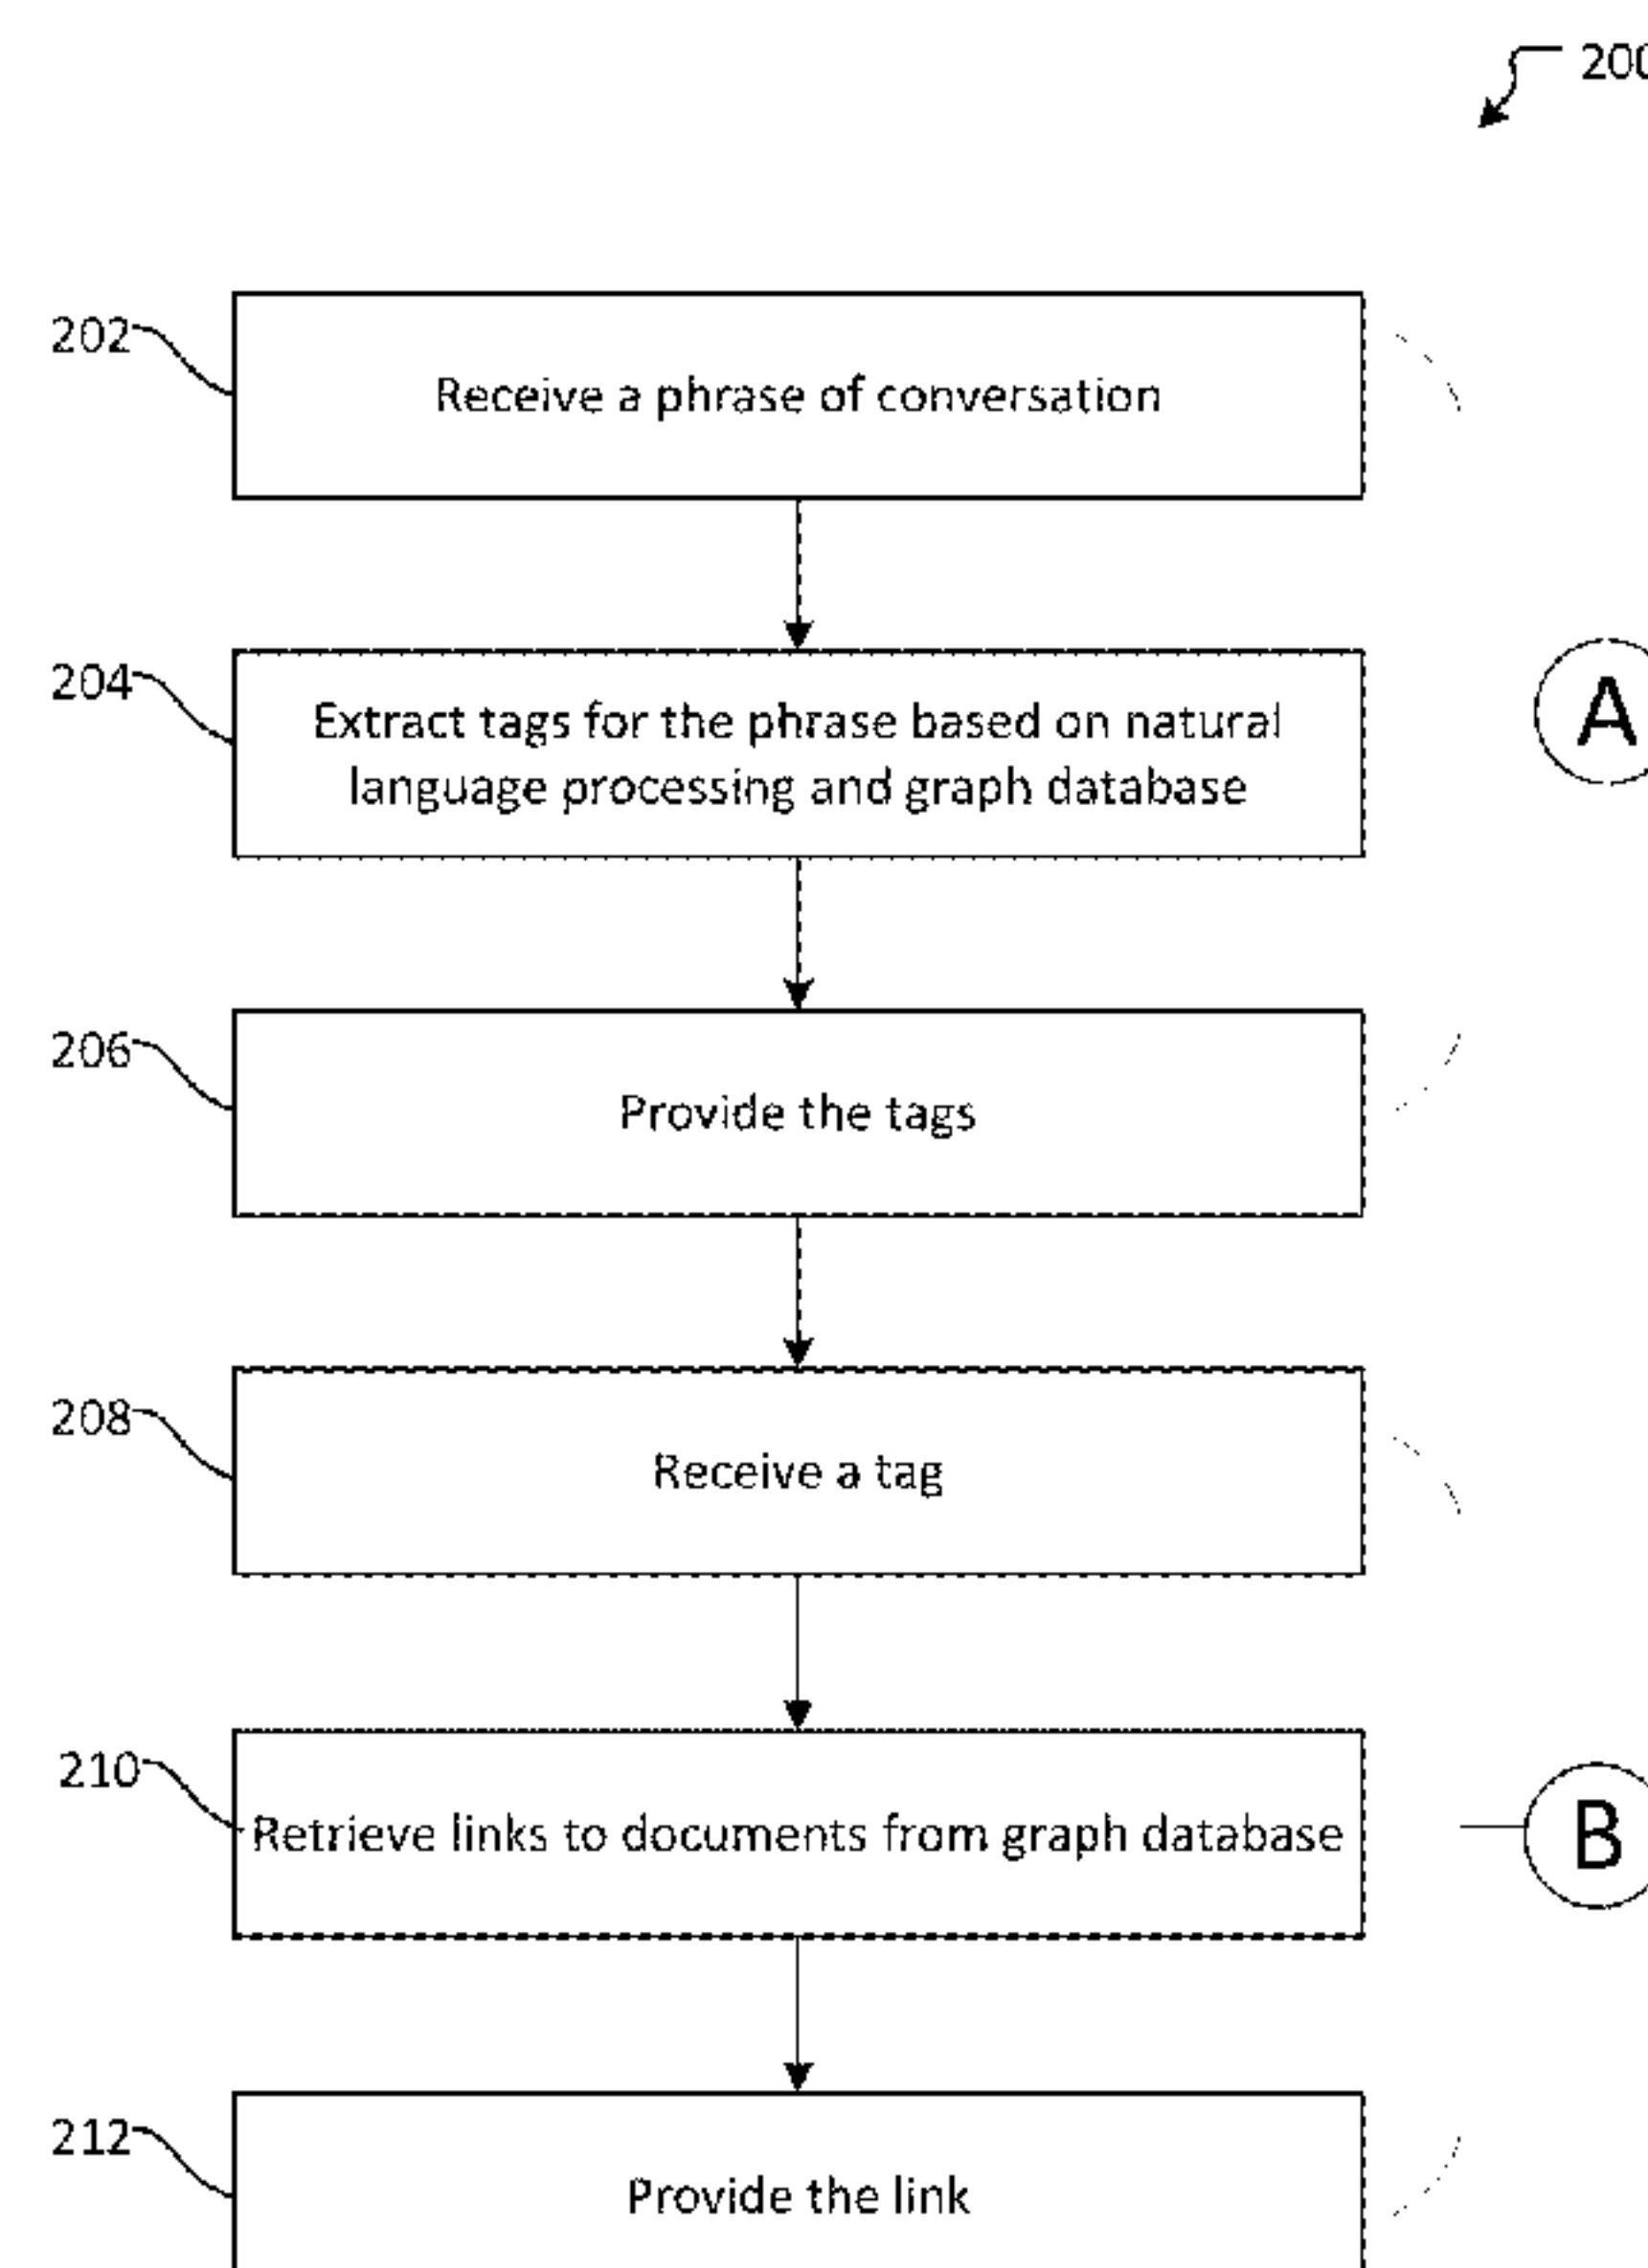 200
202
Receive a phrase of conversation
204
Extract tags for the phrase based on natural
language processing and graph database
A
206
Provide the tags
208
Receive a tag
210
Retrieve links to documents from graph database
B
212
Provide the link